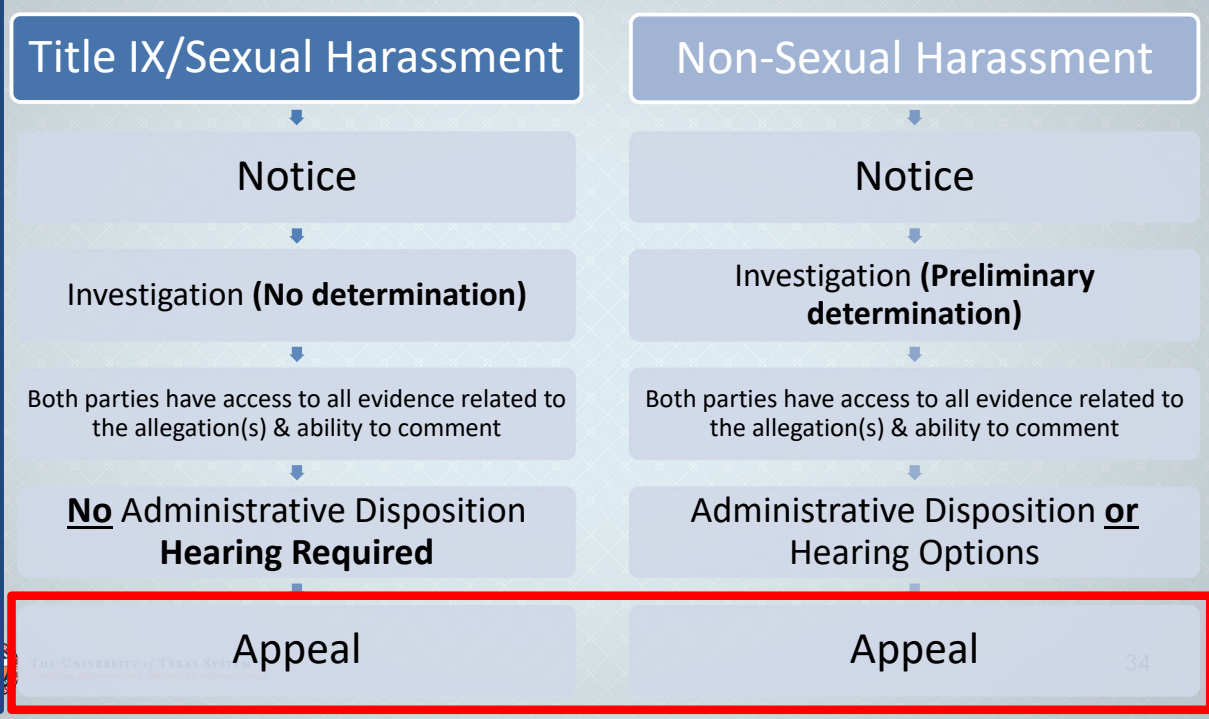 Title IX/Sexual Harassment
Notice
Investigation (No determination)
Both parties have access to all evidence related to
the allegation(s) & ability to comment
No Administrative Disposition
Hearing Required
Appeal
Non-Sexual Harassment
Notice
Investigation (Preliminary
determination)
Both parties have access to all evidence related to
the allegation(s) & ability to comment
Administrative Disposition or
Hearing Options
Appeal
THE UNIVERSITY of TEXAS SYSTEM
34